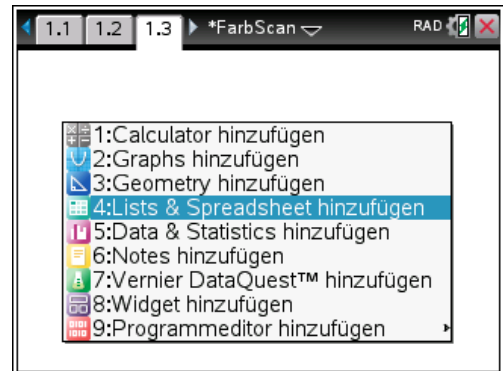 1.1 1.2 1.3 *FarbScan RAD
1:Calculator hinzufügen
2:Graphs hinzufügen
3:Geometry hinzufügen
4:Lists & Spreadsheet hinzufügen
5:Data & Statistics hinzufügen
6:Notes hinzufügen
7:Vernier DataQuest™ hinzufügen
8:Widget hinzufügen
9:Programmeditor hinzufügen